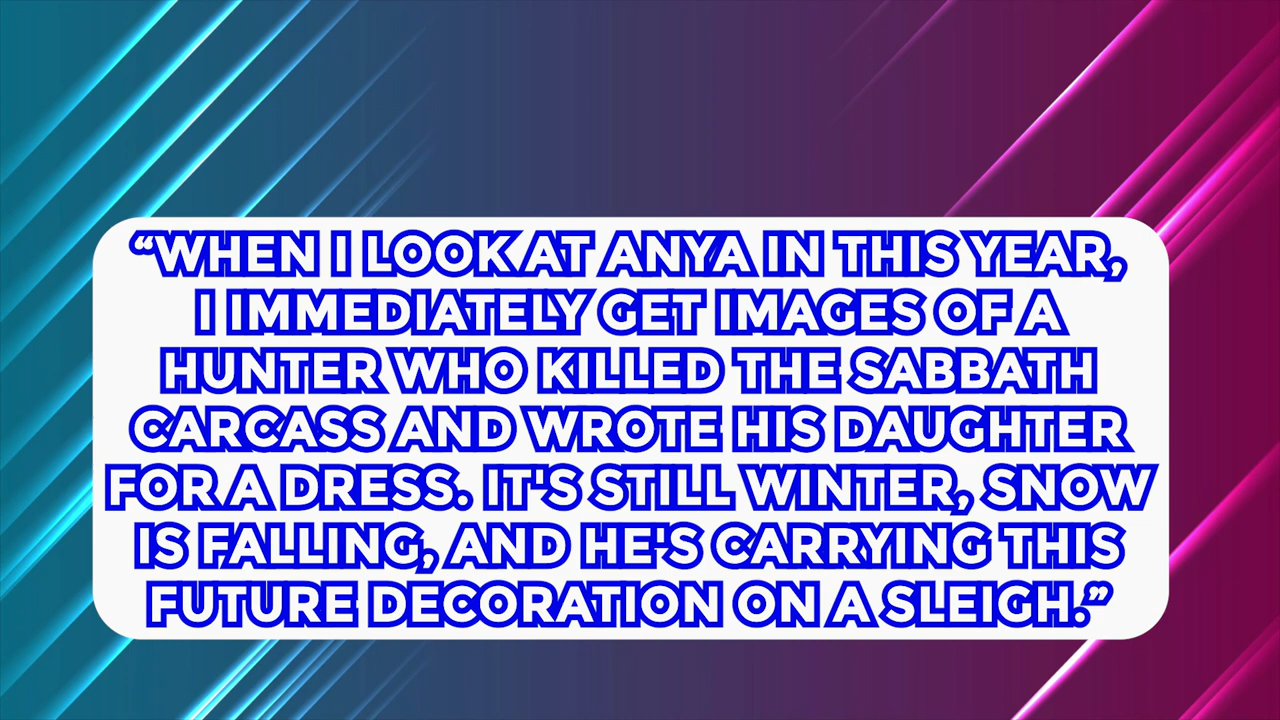 “WHEN I LOOK AT ANYA IN THIS YEAR,
I IMMEDIATELY GET IMAGES OF A
HUNTER WHO KILLED THE SABBATH
CARCASS AND WROTE HIS DAUGHTER
FOR A DRESS. IT'S STILL WINTER, SNOW
IS FALLING, AND HE'S CARRYING THIS
FUTURE DECORATION ON A SLEIGH.”